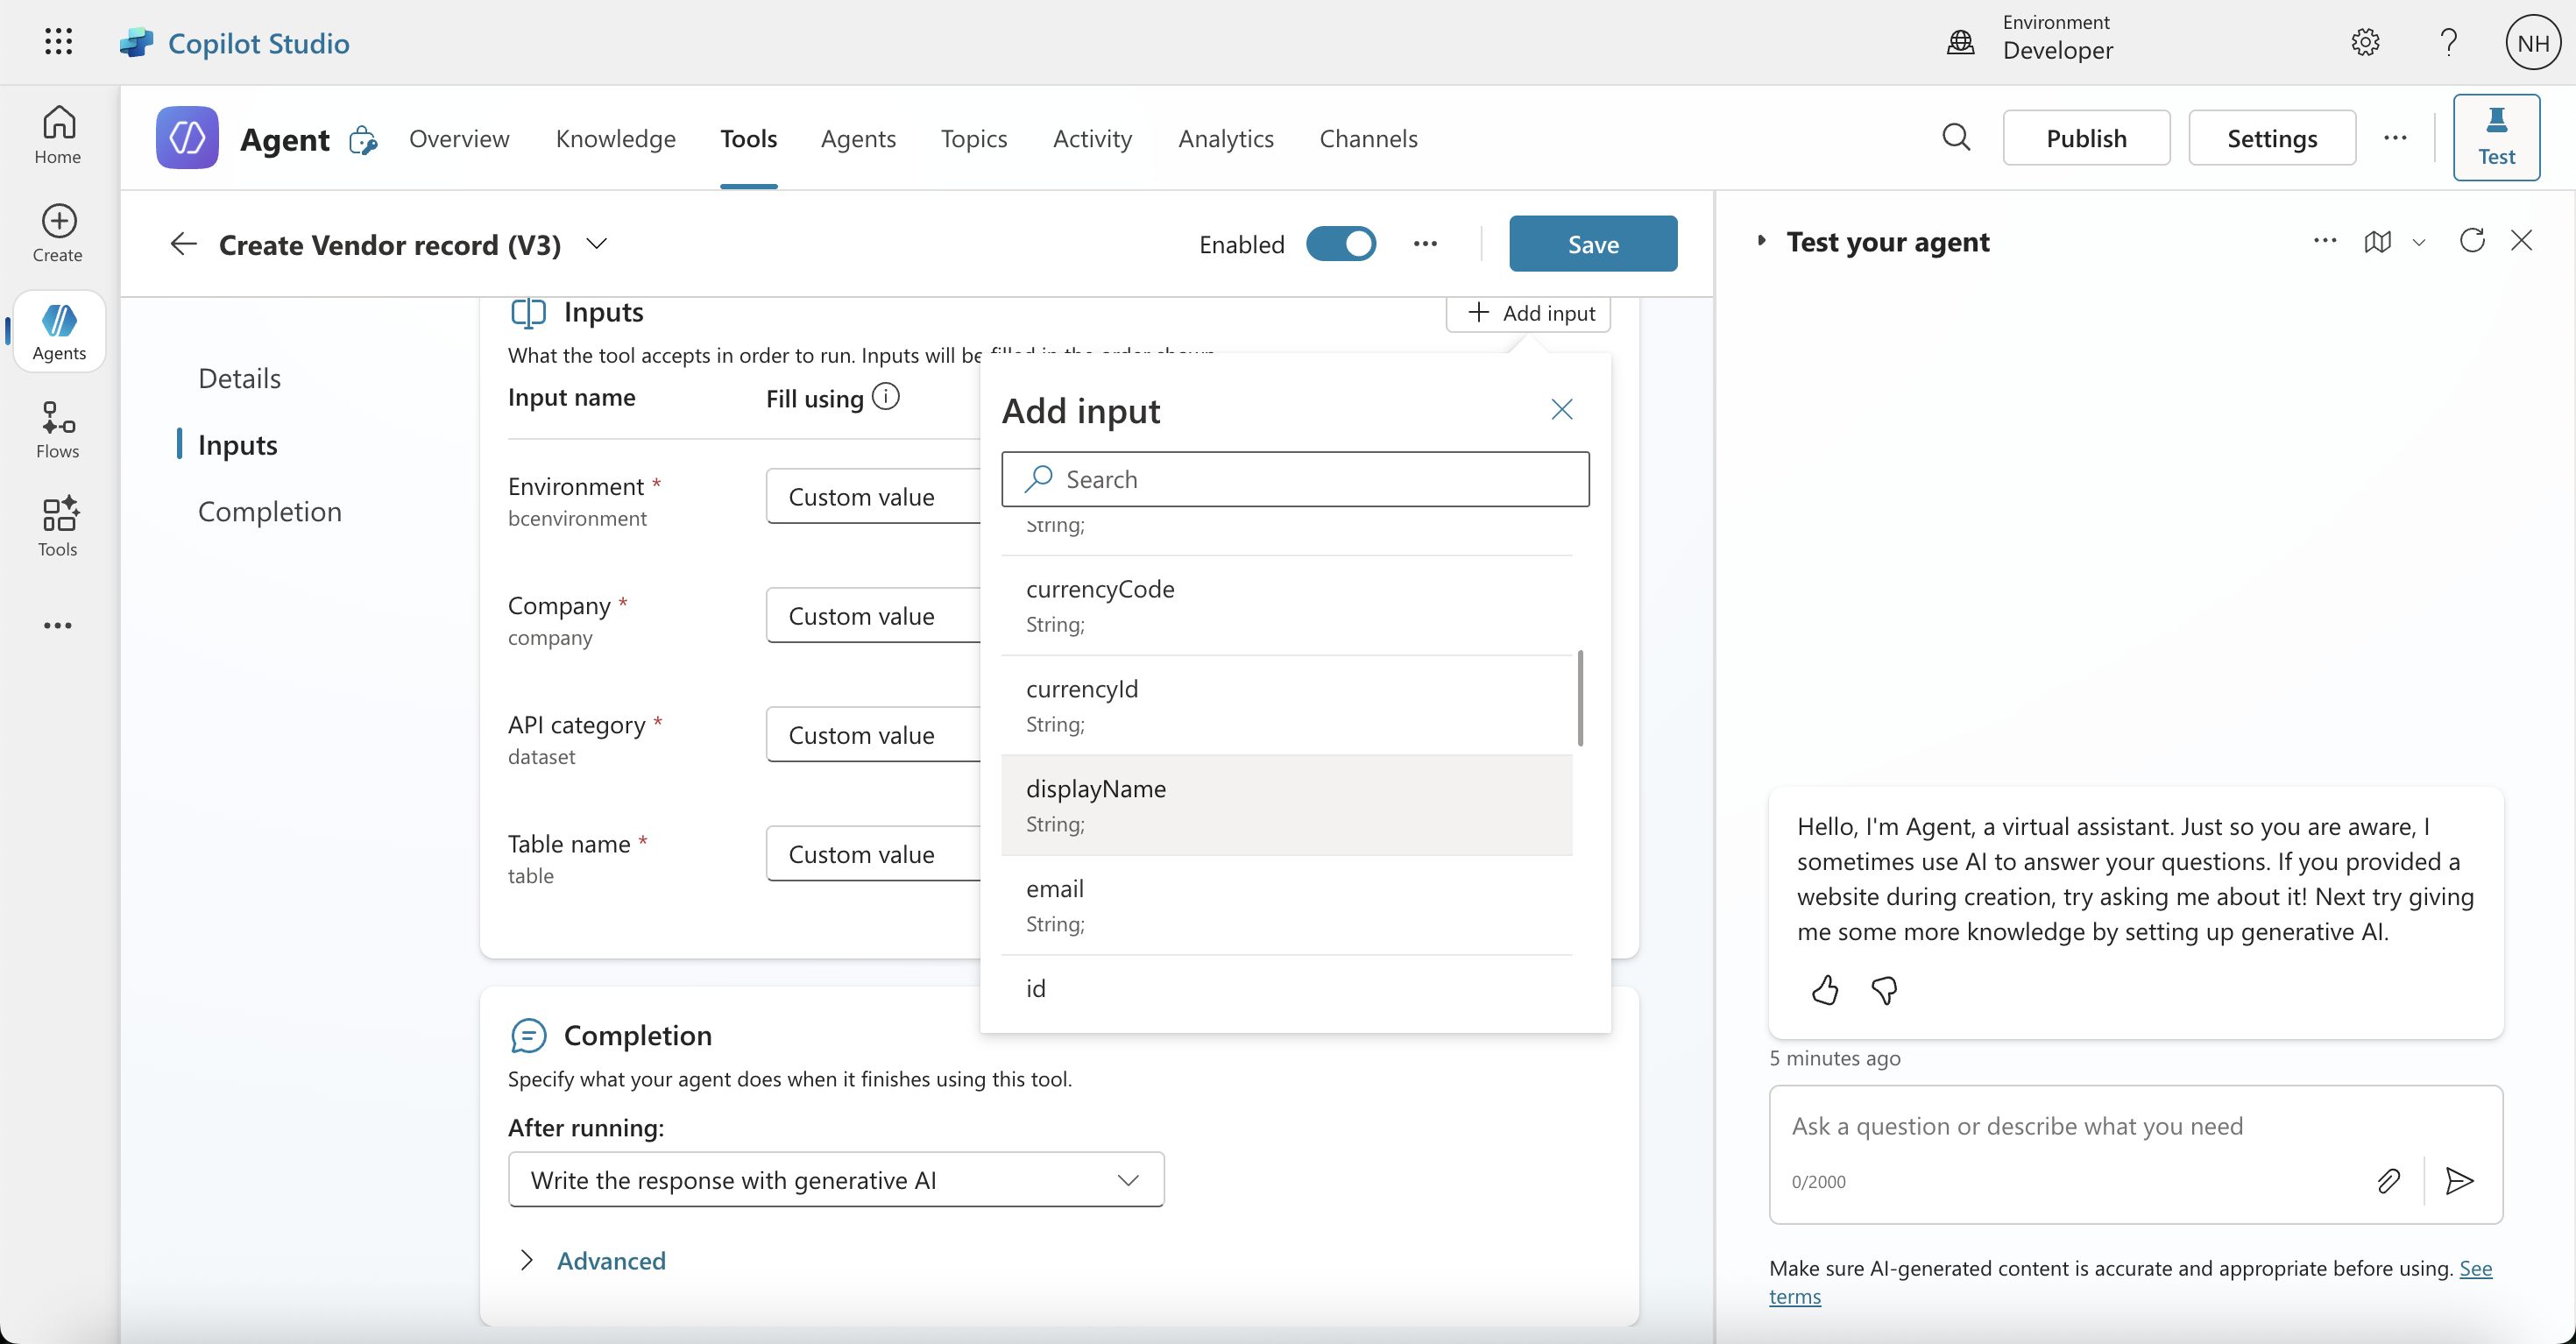 Copilot Studio
Environment
Developer
NH
Home
Create
Agents
Flows
Tools
Agent
Overview
Knowledge
Tools
Agents
Topics
Activity
Analytics
Channels
Publish
Settings
Test
Create Vendor record (V3)
Enabled
Save
Details
Inputs
Completion
Inputs
Add input
What the tool accepts in order to run. Inputs will be filled in the order shown
Input name
Fill using
Environment *
bcenvironment
Custom value
Company *
company
Custom value
API category *
dataset
Custom value
Table name *
table
Custom value
Add input
Search
String;
currencyCode
String;
currencyId
String;
displayName
String;
email
String;
id
Completion
Specify what your agent does when it finishes using this tool.
After running:
Write the response with generative AI
Advanced
Test your agent
Hello, I'm Agent, a virtual assistant. Just so you are aware, I
sometimes use AI to answer your questions. If you provided a
website during creation, try asking me about it! Next try giving
me some more knowledge by setting up generative AI.
5 minutes ago
Ask a question or describe what you need
0/2000
Make sure AI-generated content is accurate and appropriate before using. See
terms